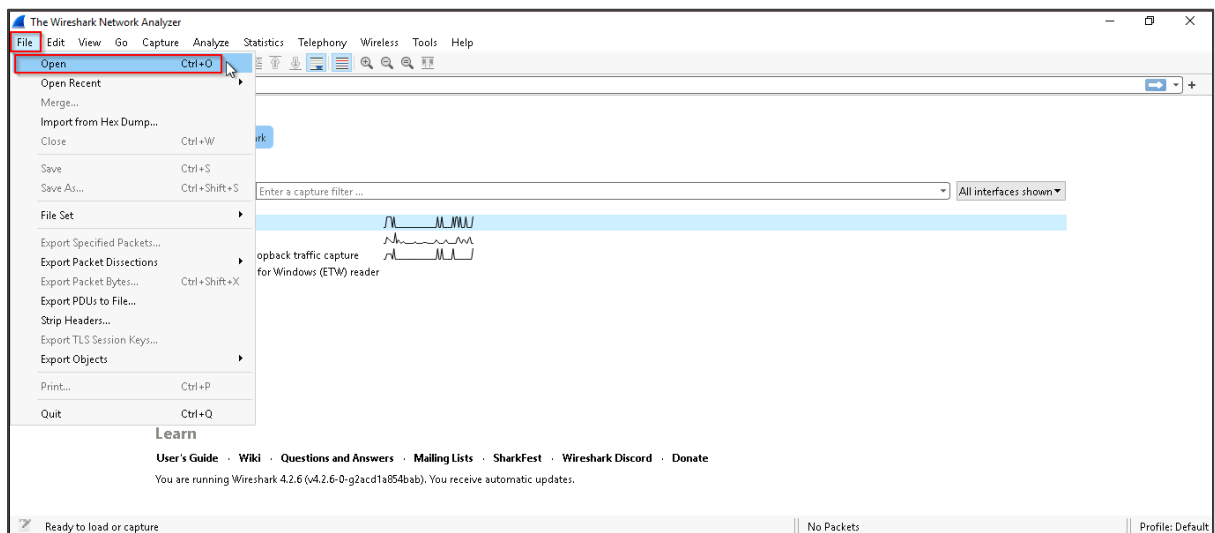 The Wireshark Network Analyzer
File Edit View Go Capture Analyze Statistics Telephony Wireless Tools Help
Open Ctrl+O
Open Recent
Merge...
Import from Hex Dump...
Close Ctrl+W
ark
Save Ctrl+S
Save As... Ctrl+Shift+S
Enter a capture filter ...
All interfaces shown
File Set
Export Specified Packets...
Export Packet Dissections
opback traffic capture
Export Packet Bytes... Ctrl+Shift+X
for Windows (ETW) reader
Export PDUs to File...
Strip Headers...
Export TLS Session Keys...
Export Objects
Print... Ctrl+P
Quit Ctrl+Q
Learn
User's Guide · Wiki · Questions and Answers · Mailing Lists · SharkFest · Wireshark Discord · Donate
You are running Wireshark 4.2.6 (v4.2.6-0-g2acd1a854bab). You receive automatic updates.
Ready to load or capture
No Packets
Profile: Default